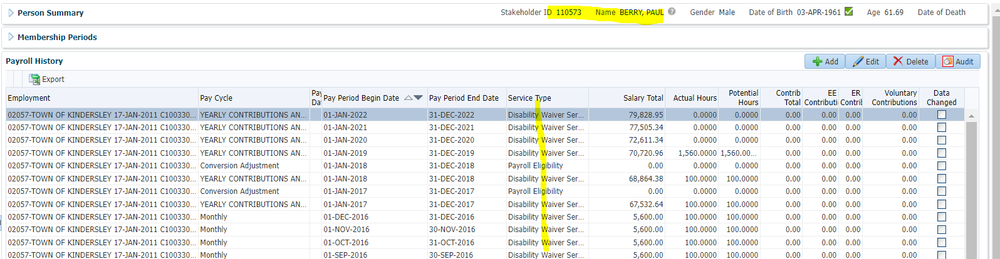 Person Summary Stakeholder ID 110573 Name BERRY, PAUL Gender Male Date of Birth 03-APR-1961 Age 61.69 Date of Death
Membership Periods
Payroll History Add Edit Delete Audit
Export
Employment Pay Cycle Pay Da Pay Period Begin Date Pay Period End Date Service Type Salary Total Actual Hours Potential Hours Contrib Total EE Contributi ER Contrib Voluntary Contributions Data Changed
02057-TOWN OF KINDERSLEY 17-JAN-2011 C100330... YEARLY CONTRIBUTIONS AN... 01-JAN-2022 31-DEC-2022 Disability Waiver Ser... 79,828.95 0.0000 0.0000 0.00 0.00 0.00 0.00
02057-TOWN OF KINDERSLEY 17-JAN-2011 C100330... YEARLY CONTRIBUTIONS AN... 01-JAN-2021 31-DEC-2021 Disability Waiver Ser... 77,505.34 0.0000 0.0000 0.00 0.00 0.00 0.00
02057-TOWN OF KINDERSLEY 17-JAN-2011 C100330... YEARLY CONTRIBUTIONS AN... 01-JAN-2020 31-DEC-2020 Disability Waiver Ser... 72,611.34 0.0000 0.0000 0.00 0.00 0.00 0.00
02057-TOWN OF KINDERSLEY 17-JAN-2011 C100330... YEARLY CONTRIBUTIONS AN... 01-JAN-2019 31-DEC-2019 Disability Waiver Ser... 70,720.96 1,560.0000 1,560.00... 0.00 0.00 0.00 0.00
02057-TOWN OF KINDERSLEY 17-JAN-2011 C100330... Conversion Adjustment 01-JAN-2018 31-DEC-2018 Payroll Eligibility 0.00 0.0000 0.0000 0.00 0.00 0.00 0.00
02057-TOWN OF KINDERSLEY 17-JAN-2011 C100330... YEARLY CONTRIBUTIONS AN... 01-JAN-2018 31-DEC-2018 Disability Waiver Ser... 68,864.38 100.0000 100.0000 0.00 0.00 0.00 0.00
02057-TOWN OF KINDERSLEY 17-JAN-2011 C100330... Conversion Adjustment 01-JAN-2017 31-DEC-2017 Payroll Eligibility 0.00 0.0000 0.0000 0.00 0.00 0.00 0.00
02057-TOWN OF KINDERSLEY 17-JAN-2011 C100330... YEARLY CONTRIBUTIONS AN... 01-JAN-2017 31-DEC-2017 Disability Waiver Ser... 67,532.64 100.0000 100.0000 0.00 0.00 0.00 0.00
02057-TOWN OF KINDERSLEY 17-JAN-2011 C100330... Monthly 01-DEC-2016 31-DEC-2016 Disability Waiver Ser... 5,600.00 100.0000 100.0000 0.00 0.00 0.00 0.00
02057-TOWN OF KINDERSLEY 17-JAN-2011 C100330... Monthly 01-NOV-2016 30-NOV-2016 Disability Waiver Ser... 5,600.00 100.0000 100.0000 0.00 0.00 0.00 0.00
02057-TOWN OF KINDERSLEY 17-JAN-2011 C100330... Monthly 01-OCT-2016 31-OCT-2016 Disability Waiver Ser... 5,600.00 100.0000 100.0000 0.00 0.00 0.00 0.00
02057-TOWN OF KINDERSLEY 17-JAN-2011 C100330... Monthly 01-SEP-2016 30-SEP-2016 Disability Waiver Ser... 5,600.00 100.0000 100.0000 0.00 0.00 0.00 0.00